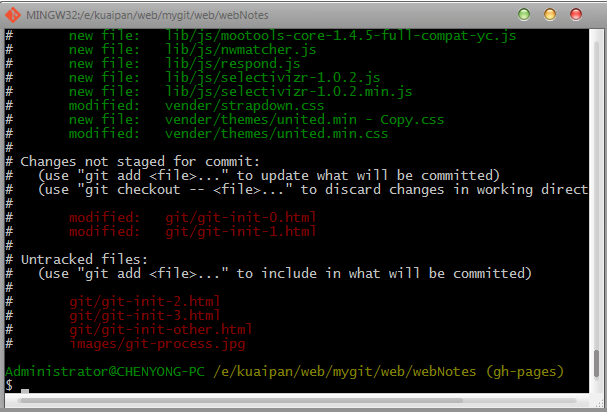 MINGW32:/e/kuaipan/web/mygit/web/webNotes
#       new file:   lib/js/mootools-core-1.4.5-full-compat-yc.js
#       new file:   lib/js/nwmatcher.js
#       new file:   lib/js/respond.js
#       new file:   lib/js/selectivizr-1.0.2.js
#       new file:   lib/js/selectivizr-1.0.2.min.js
#       modified:   vender/strapdown.css
#       new file:   vender/themes/united.min - Copy.css
#       modified:   vender/themes/united.min.css
#
# Changes not staged for commit:
#   (use "git add <file>..." to update what will be committed)
#   (use "git checkout -- <file>..." to discard changes in working direct
#
#       modified:   git/git-init-0.html
#       modified:   git/git-init-1.html
#
# Untracked files:
#   (use "git add <file>..." to include in what will be committed)
#
#       git/git-init-2.html
#       git/git-init-3.html
#       git/git-init-other.html
#       images/git-process.jpg
Administrator@CHENYONG-PC /e/kuaipan/web/mygit/web/webNotes (gh-pages)
$